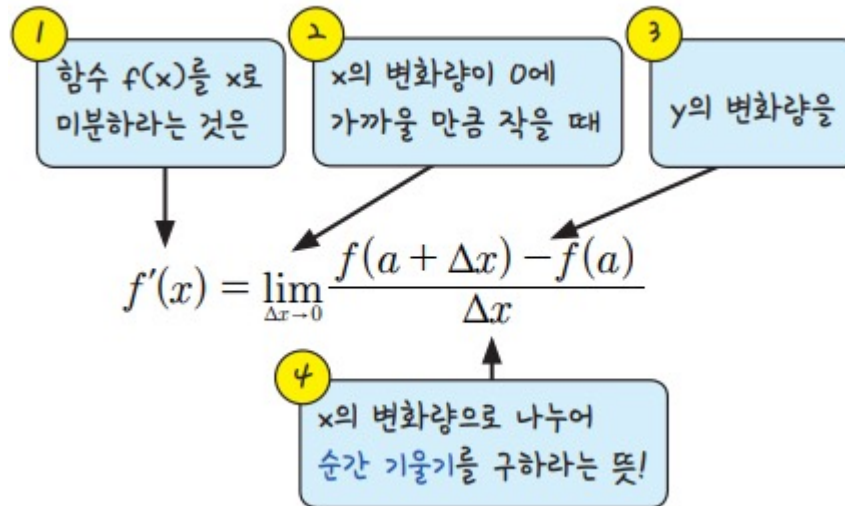 1
함수 f(x)를 x로
미분하라는 것은
2
x의 변화량이 0에
가까울 만큼 작을 때
3
y의 변화량을
f′(x) = lim_{Δx→0} \frac{f(a + Δx) − f(a)}{Δx}
4
x의 변화량으로 나누어
순간 기울기를 구하라는 뜻!